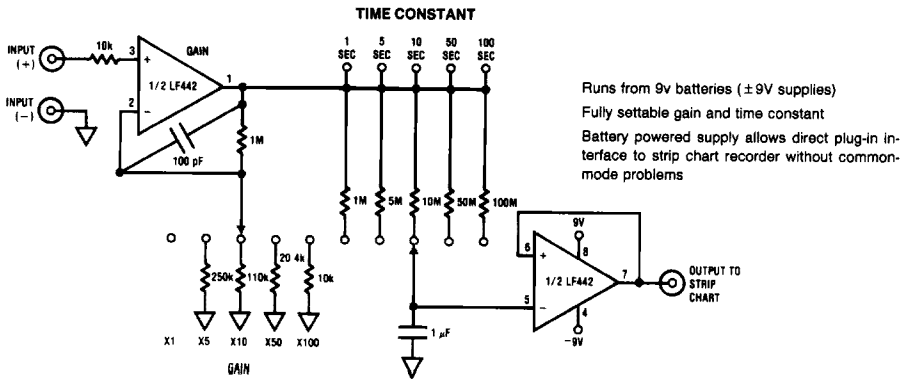 TIME CONSTANT
1 SEC
5 SEC
10 SEC
50 SEC
100 SEC
INPUT (+)
10k
3
+
GAIN
1/2 LF442
1
2
−
INPUT (−)
100 pF
1M
1M
5M
10M
50M
100M
Runs from 9v batteries (±9V supplies)
Fully settable gain and time constant
Battery powered supply allows direct plug-in in-
terface to strip chart recorder without common-
mode problems
250k
110k
20 4k
10k
X1
X5
X10
X50
X100
GAIN
9V
6
+
8
1/2 LF442
7
5
−
4
−9V
1 µF
OUTPUT TO
STRIP
CHART